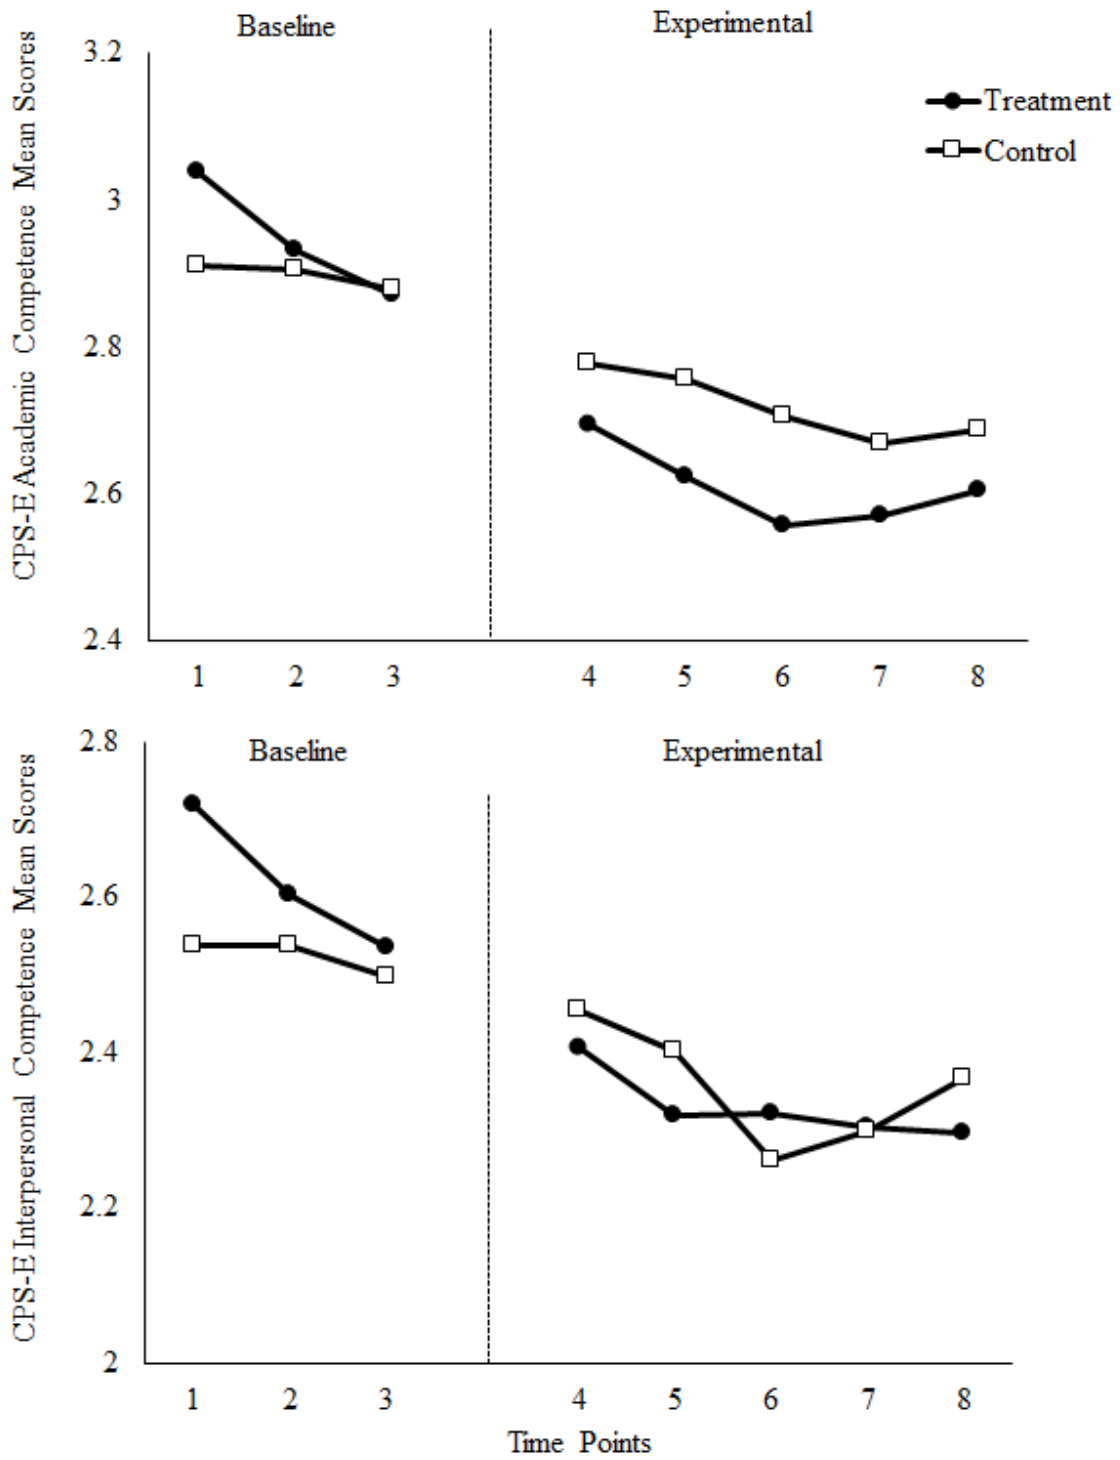 Baseline
Experimental
CPS-E Academic Competence Mean Scores
3.2
3
2.8
2.6
2.4
Treatment
Control
1 2 3 4 5 6 7 8
Baseline
Experimental
CPS-E Interpersonal Competence Mean Scores
2.8
2.6
2.4
2.2
2
1 2 3 4 5 6 7 8
Time Points